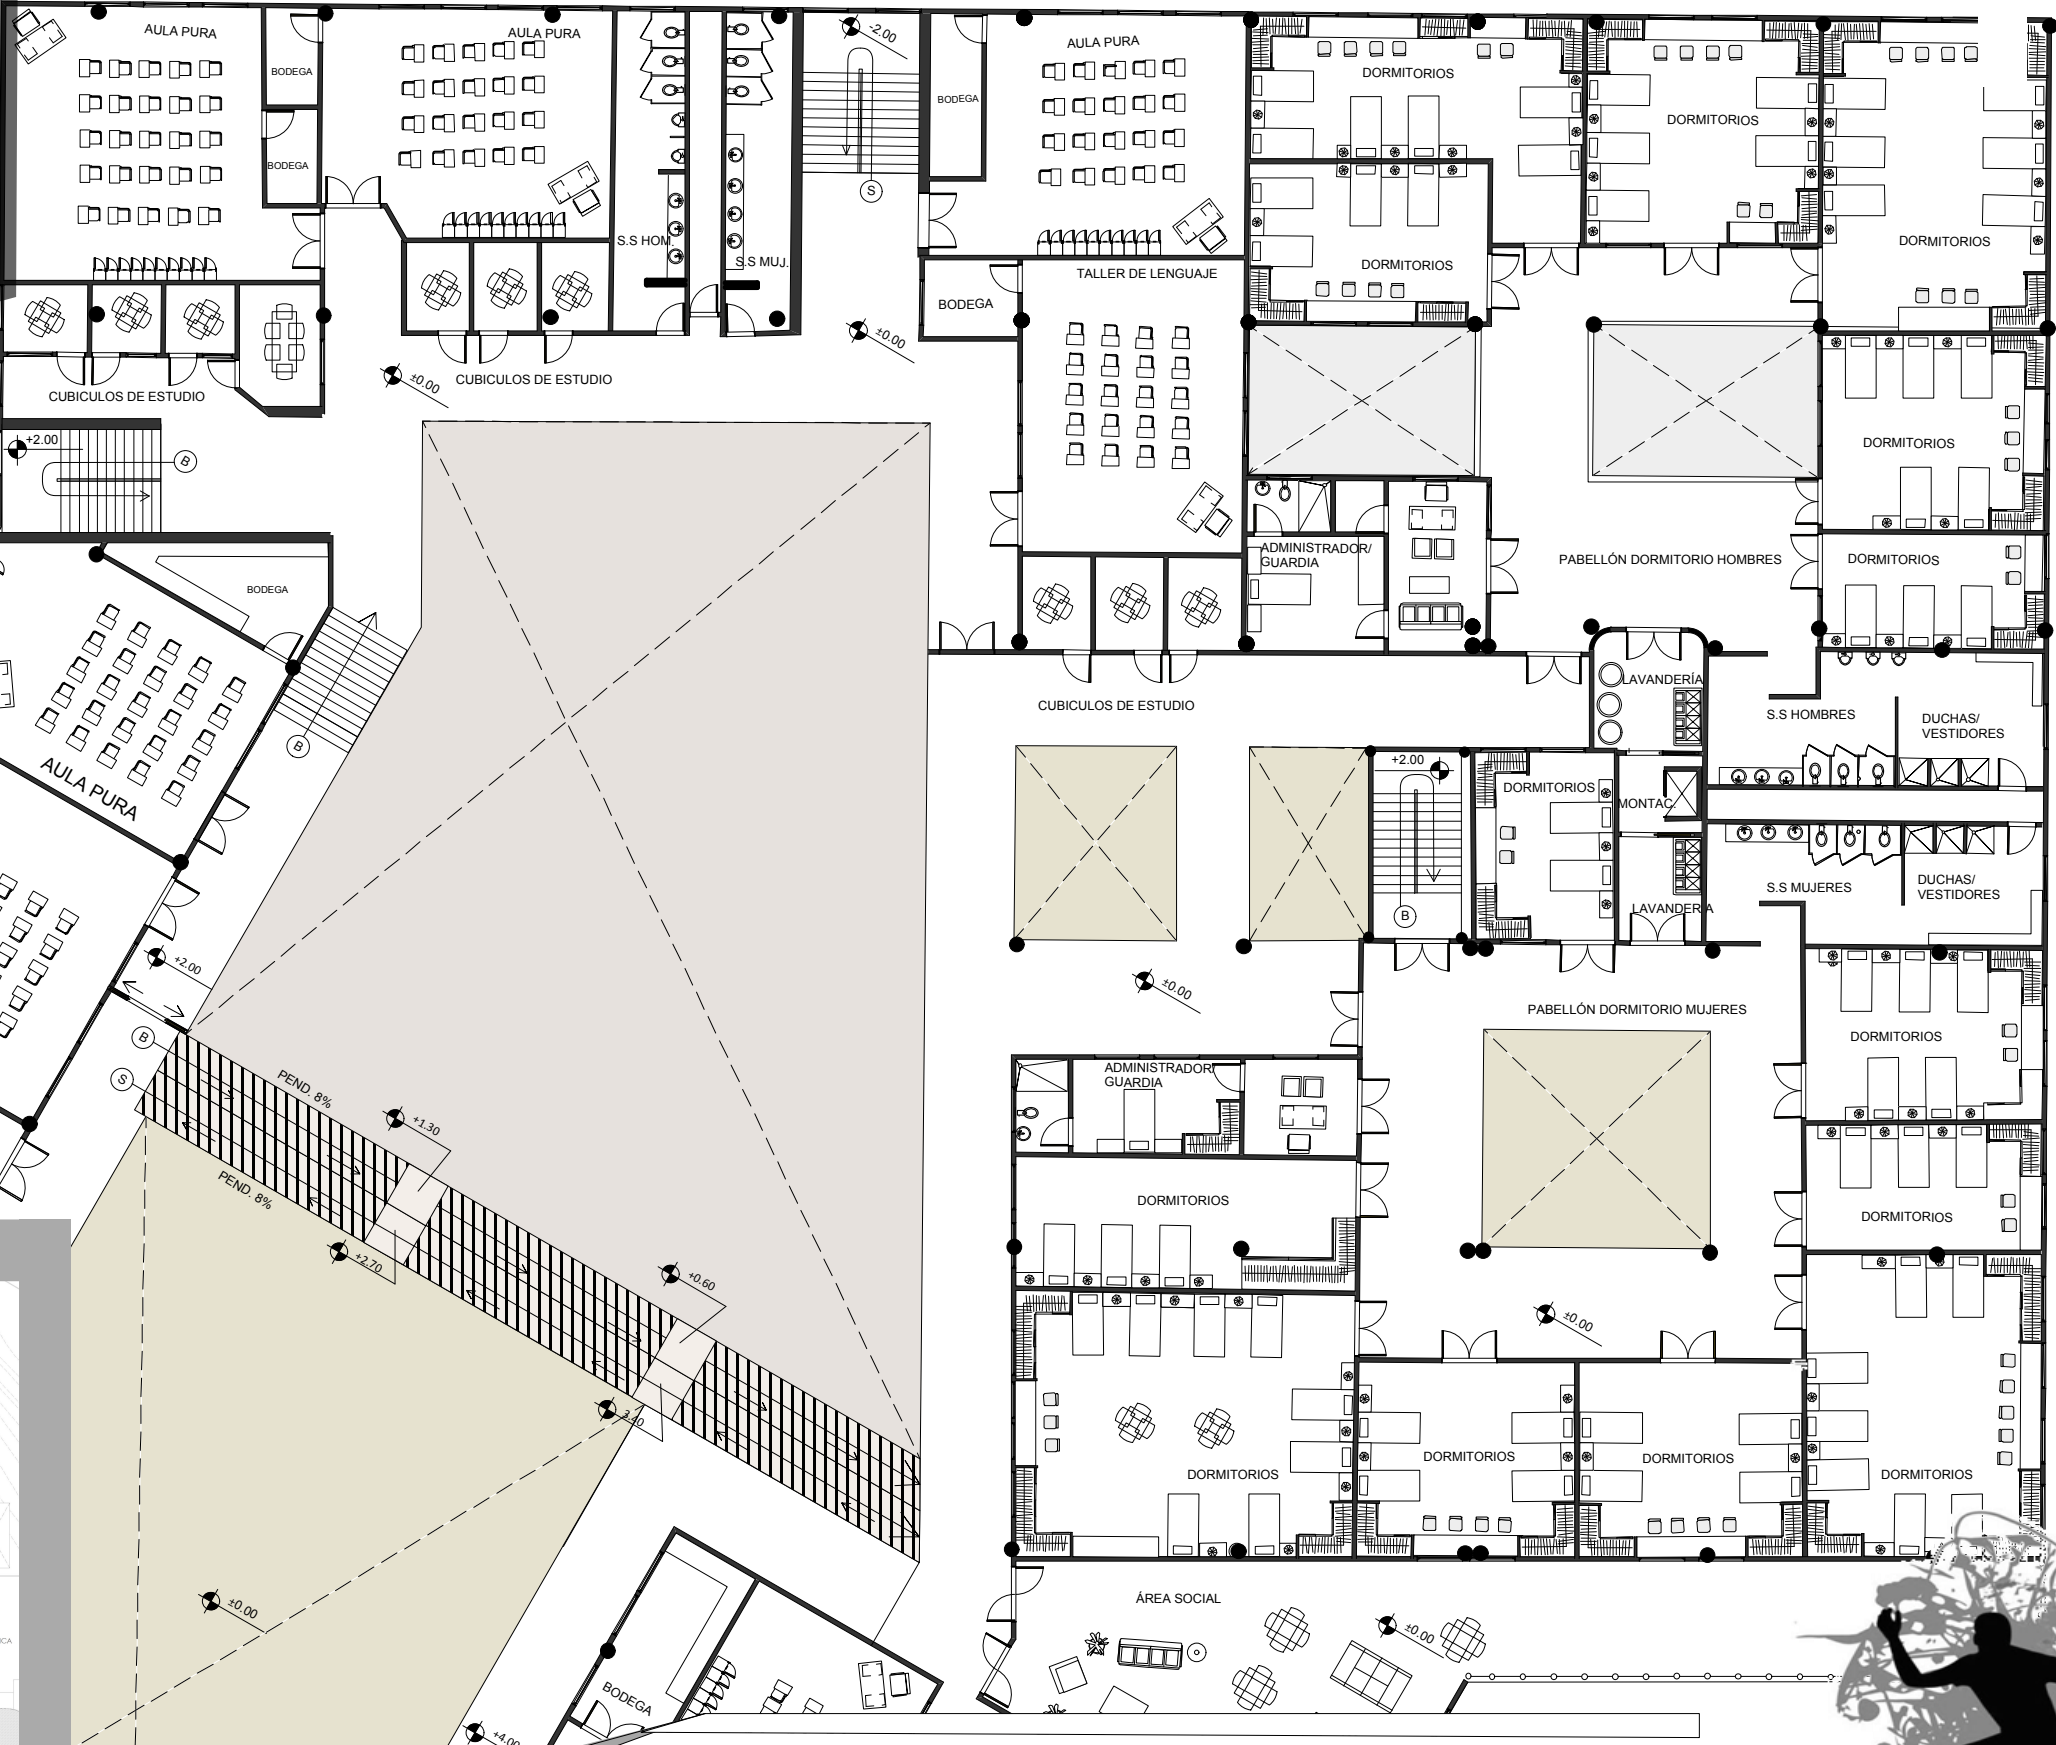 AULA PURA
AULA PURA
-2.00
AULA PURA
BODEGA
BODEGA
DORMITORIOS
DORMITORIOS
BODEGA
BODEGA
S
S.S HOM.
S.S MUJ.
TALLER DE LENGUAJE
DORMITORIOS
DORMITORIOS
BODEGA
±0.00
±0.00
CUBICULOS DE ESTUDIO
CUBICULOS DE ESTUDIO
+2.00
B
DORMITORIOS
ADMINISTRADOR/
GUARDIA
PABELLÓN DORMITORIO HOMBRES
DORMITORIOS
BODEGA
B
AULA PURA
CUBICULOS DE ESTUDIO
LAVANDERÍA
S.S HOMBRES
DUCHAS/
VESTIDORES
+2.00
DORMITORIOS
MONTAC.
S.S MUJERES
DUCHAS/
VESTIDORES
B
LAVANDERÍA
+2.00
±0.00
PABELLÓN DORMITORIO MUJERES
B
S
DORMITORIOS
PEND. 8%
ADMINISTRADOR/
GUARDIA
+1.30
PEND. 8%
DORMITORIOS
DORMITORIOS
+2.70
+0.60
±0.00
3.40
DORMITORIOS
DORMITORIOS
DORMITORIOS
DORMITORIOS
±0.00
ÁREA SOCIAL
±0.00
ICA
BODEGA
+4.00